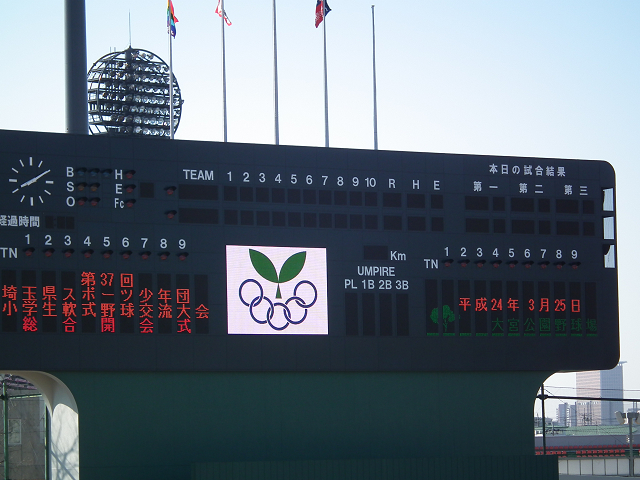 本日の試合結果
B H
S E
O Fc
TEAM 1 2 3 4 5 6 7 8 9 10 R H E
第一 第二 第三
経過時間
TN 1 2 3 4 5 6 7 8 9
第37回
埼玉県スポーツ少年団
小学生軟式野球交流大会
総合開会式
Km
UMPIRE
PL 1B 2B 3B
TN 1 2 3 4 5 6 7 8 9
平成24年 3月25日
大宮公園野球場